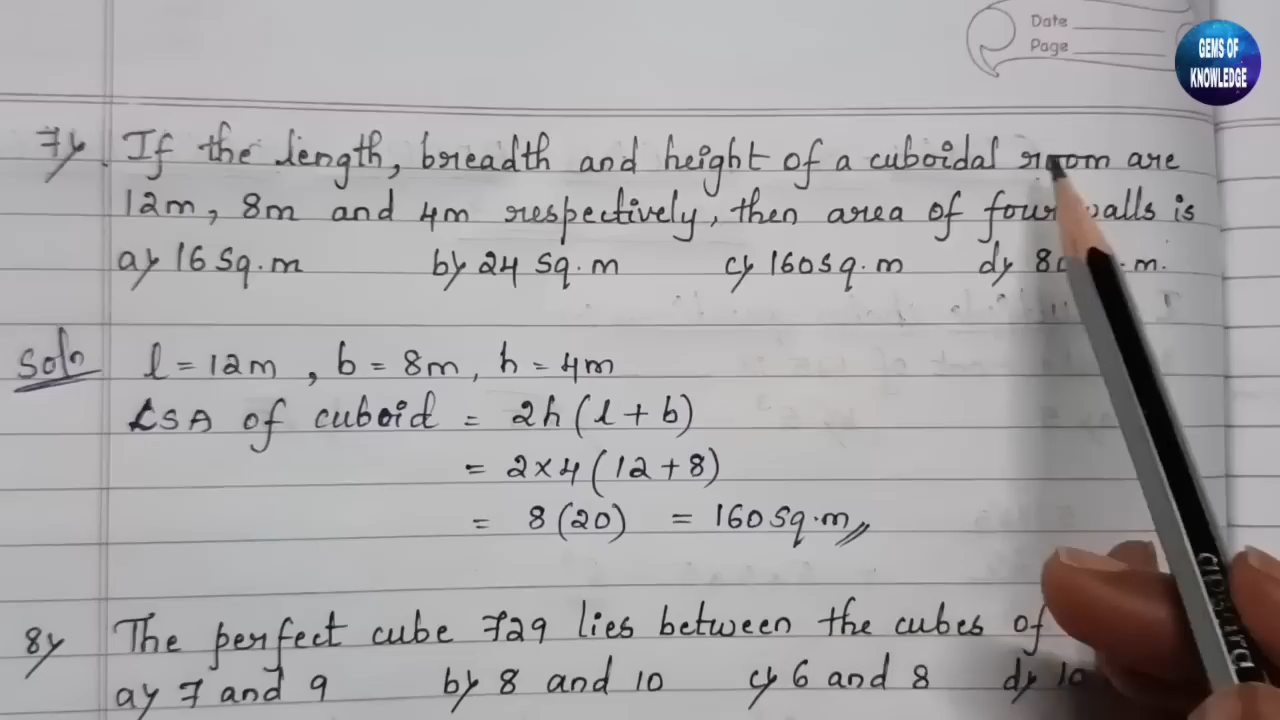 Date
Page
GEMS OF
KNOWLEDGE
7) If the length, breadth and height of a cuboidal room are
12m, 8m and 4m respectively, then area of four walls is
a) 16 Sq.m b) 24 Sq.m c) 160 Sq.m d) 80 .m.
Soln l = 12m , b = 8m, h = 4m
LSA of cuboid = 2h (l + b)
= 2×4 (12 + 8)
= 8 (20) = 160 Sq.m
8) The perfect cube 729 lies between the cubes of
a) 7 and 9 b) 8 and 10 c) 6 and 8 d) 10